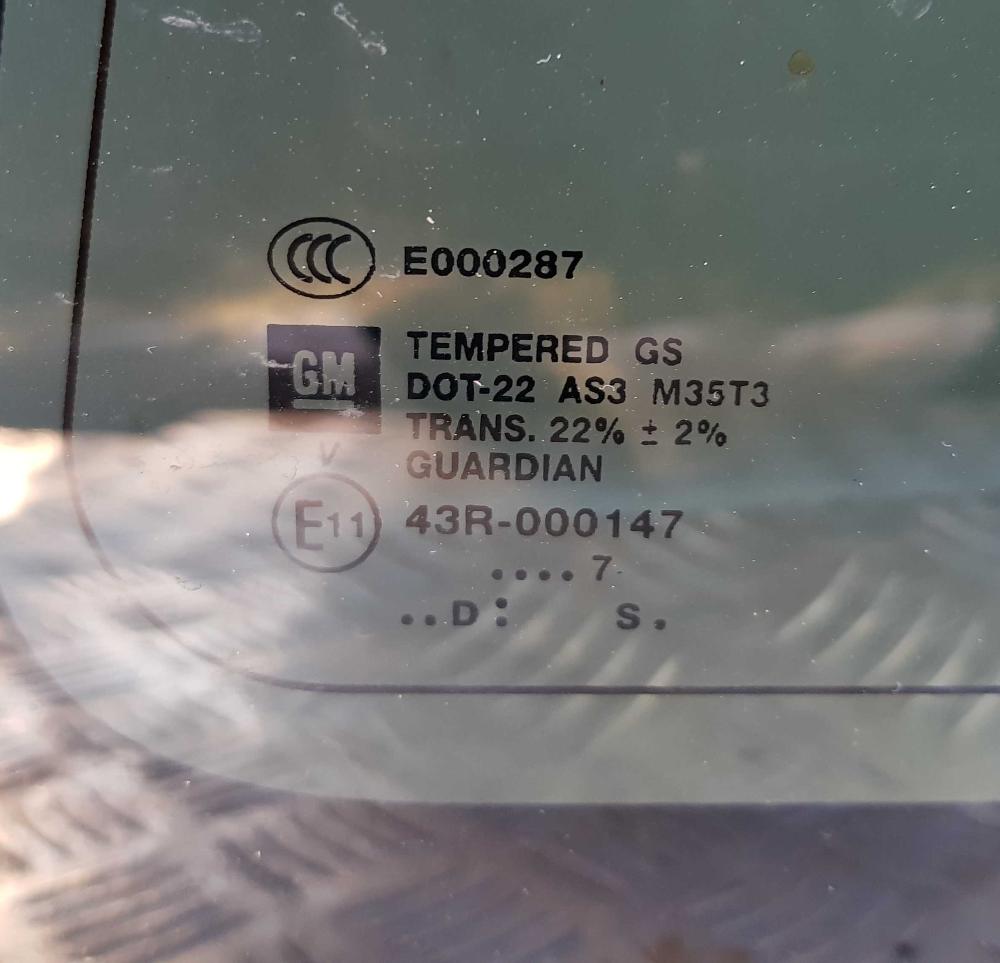 CCC E000287
GM TEMPERED GS
DOT-22 AS3 M35T3
TRANS. 22% ± 2%
V GUARDIAN
E11 43R-000147
.... 7
..D: S.